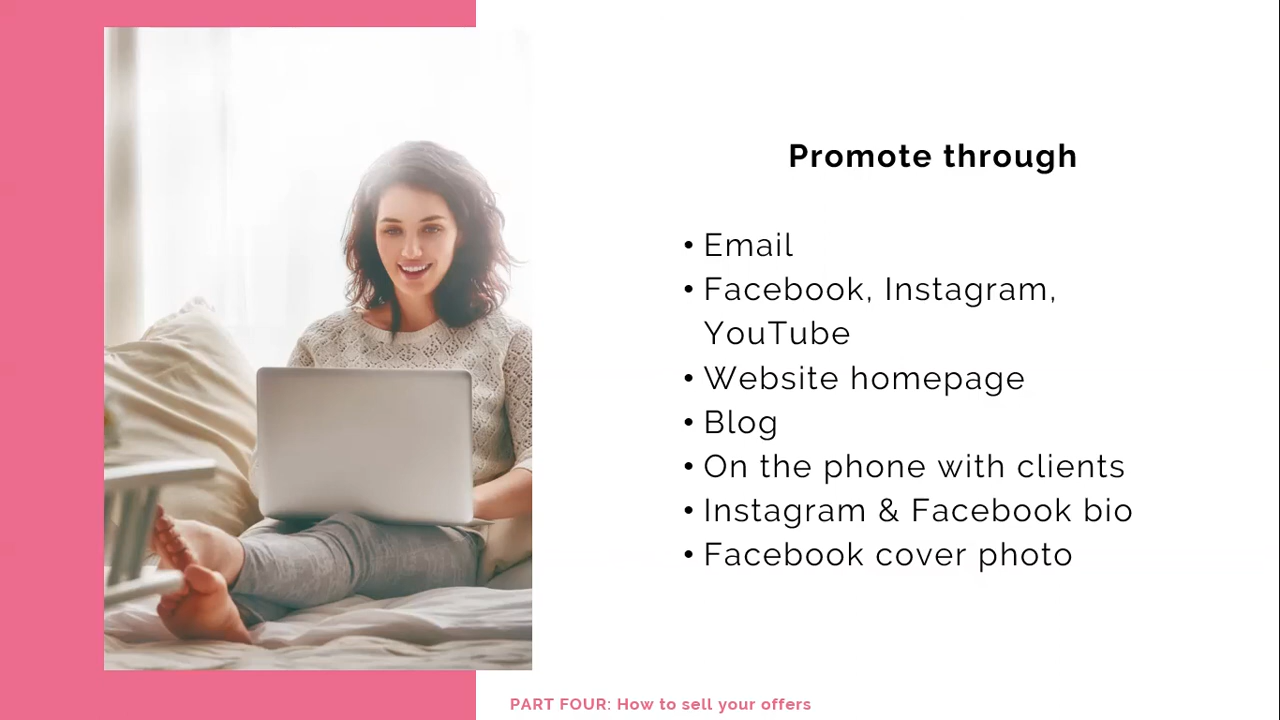 Promote through
• Email
• Facebook, Instagram,
YouTube
• Website homepage
• Blog
• On the phone with clients
• Instagram & Facebook bio
• Facebook cover photo
PART FOUR: How to sell your offers